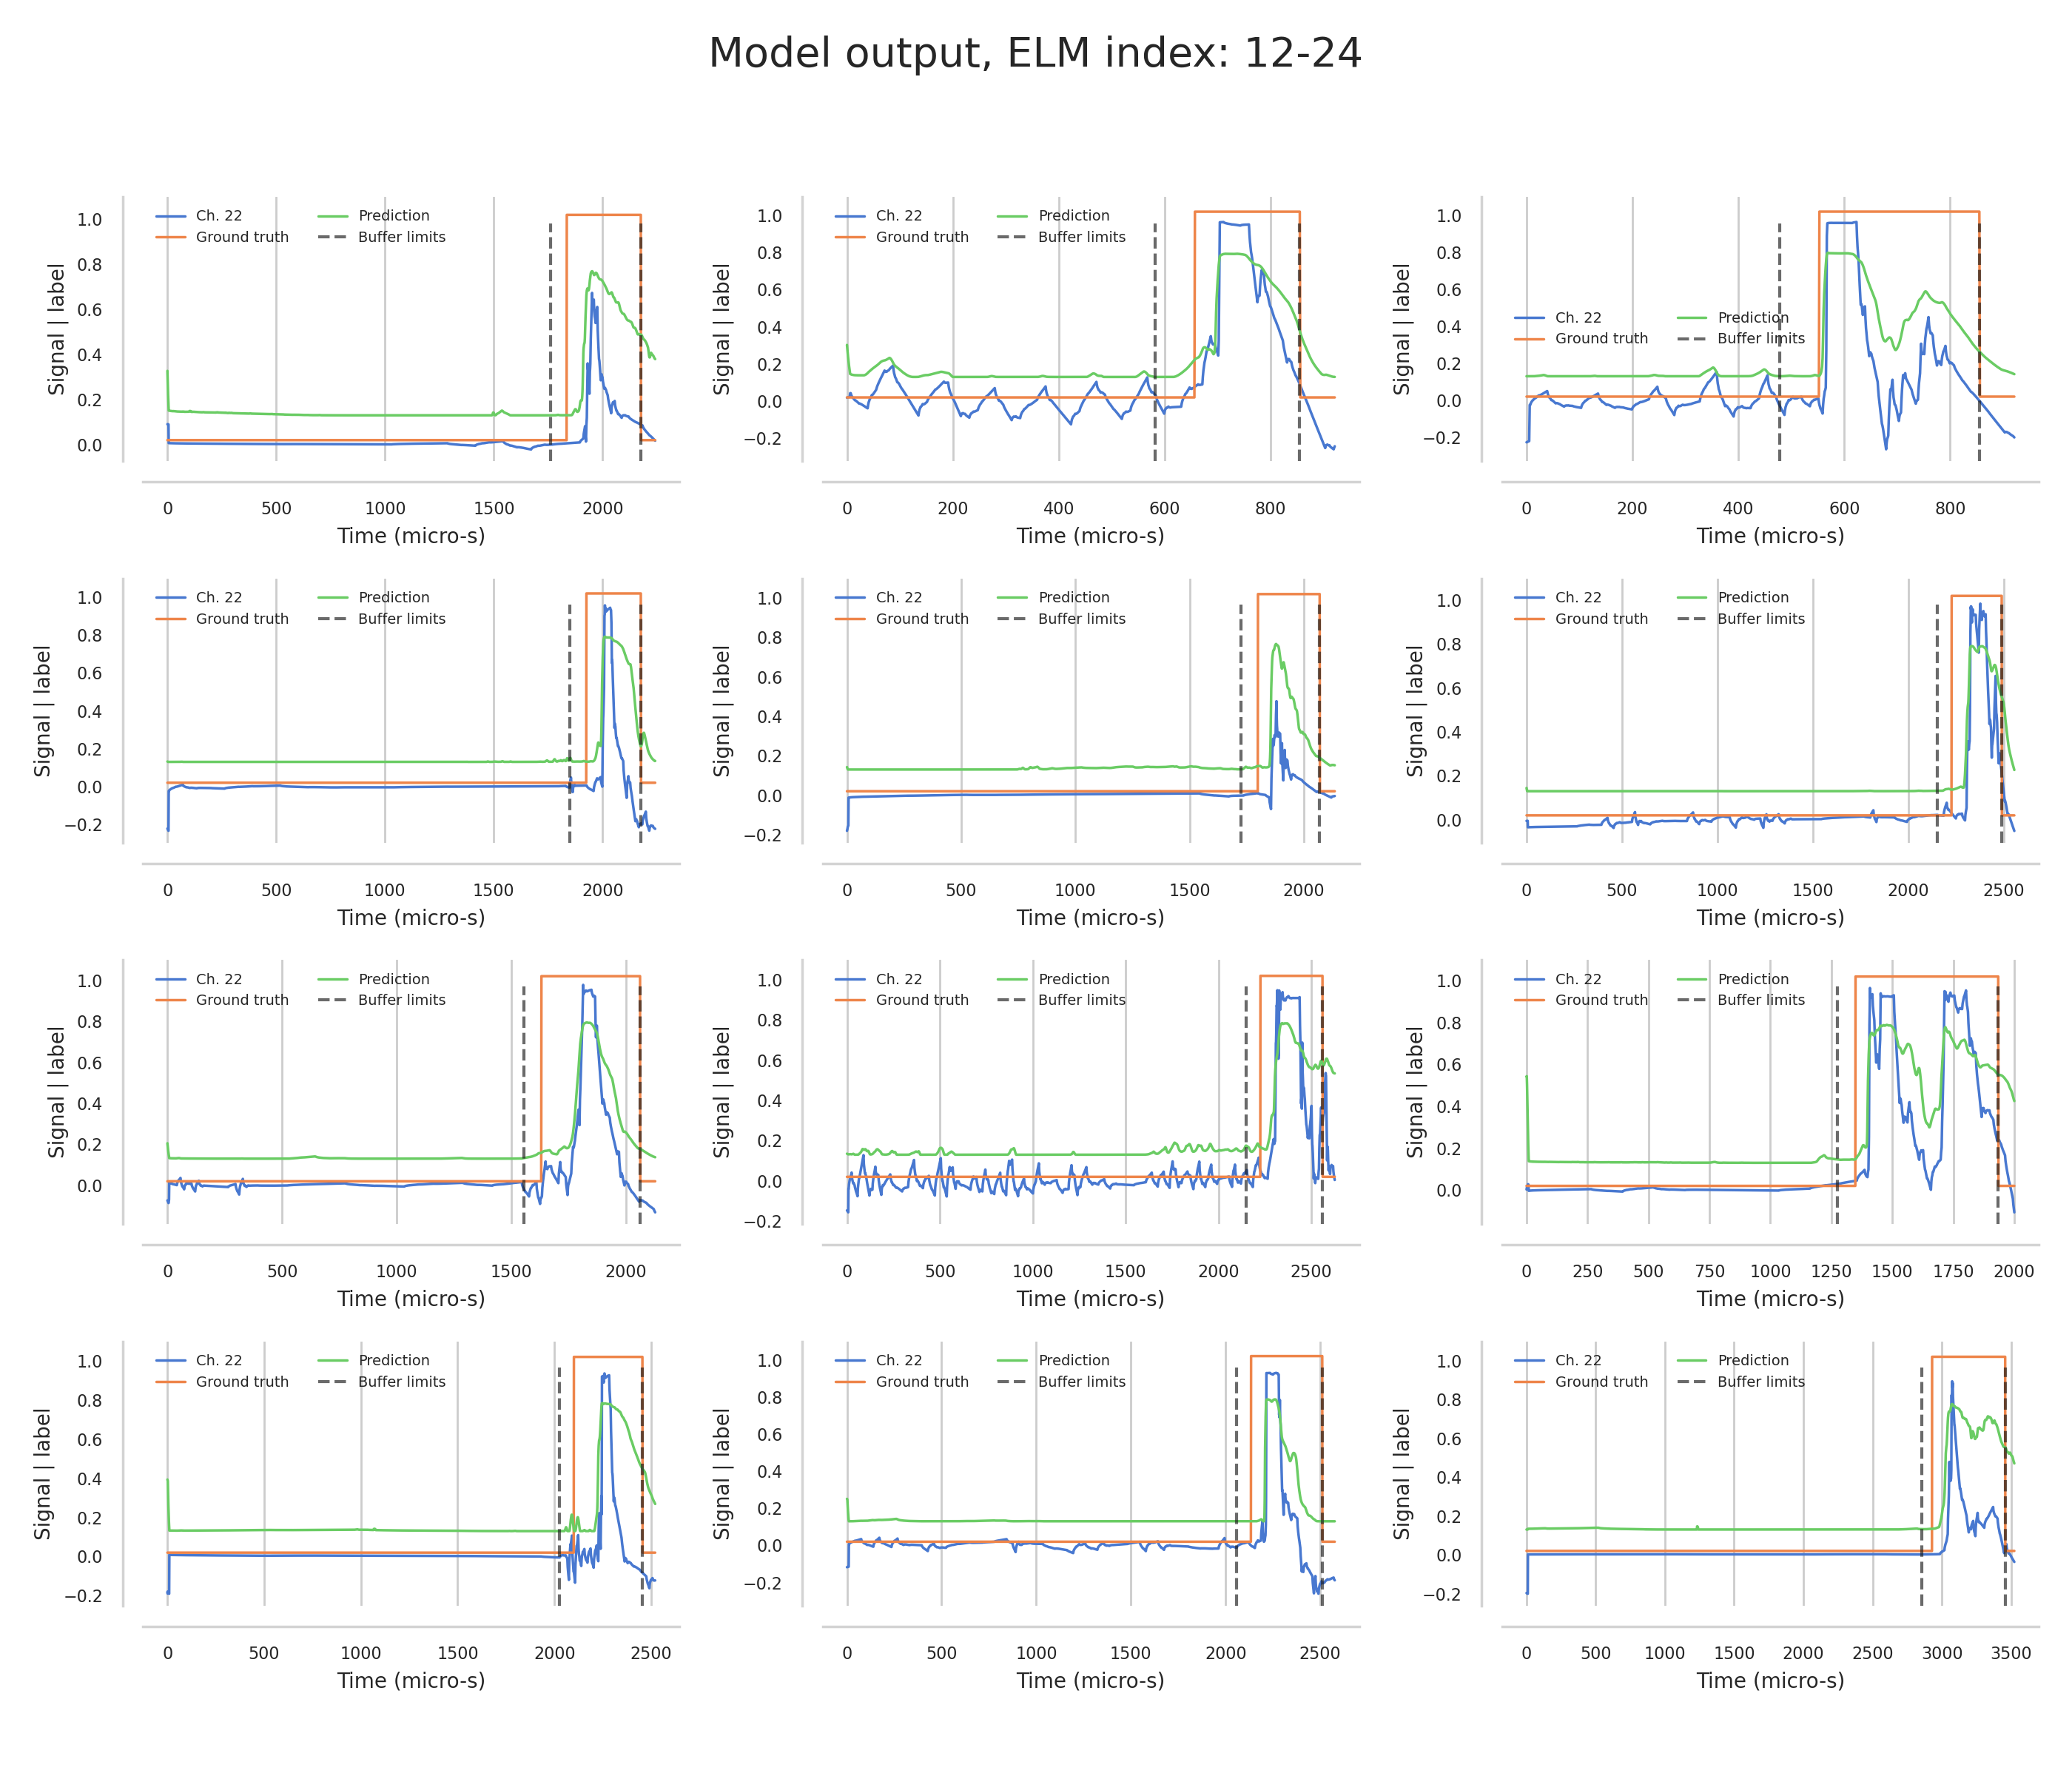 Model output, ELM index: 12-24
Signal | label
1.0
0.8
0.6
0.4
0.2
0.0
Ch. 22
Ground truth
Prediction
Buffer limits
0 500 1000 1500 2000
Time (micro-s)
Signal | label
1.0
0.8
0.6
0.4
0.2
0.0
−0.2
Ch. 22
Ground truth
Prediction
Buffer limits
0 200 400 600 800
Time (micro-s)
Signal | label
1.0
0.8
0.6
0.4
0.2
0.0
−0.2
Ch. 22
Ground truth
Prediction
Buffer limits
0 200 400 600 800
Time (micro-s)
Signal | label
1.0
0.8
0.6
0.4
0.2
0.0
−0.2
Ch. 22
Ground truth
Prediction
Buffer limits
0 500 1000 1500 2000
Time (micro-s)
Signal | label
1.0
0.8
0.6
0.4
0.2
0.0
−0.2
Ch. 22
Ground truth
Prediction
Buffer limits
0 500 1000 1500 2000
Time (micro-s)
Signal | label
1.0
0.8
0.6
0.4
0.2
0.0
Ch. 22
Ground truth
Prediction
Buffer limits
0 500 1000 1500 2000 2500
Time (micro-s)
Signal | label
1.0
0.8
0.6
0.4
0.2
0.0
Ch. 22
Ground truth
Prediction
Buffer limits
0 500 1000 1500 2000
Time (micro-s)
Signal | label
1.0
0.8
0.6
0.4
0.2
0.0
−0.2
Ch. 22
Ground truth
Prediction
Buffer limits
0 500 1000 1500 2000 2500
Time (micro-s)
Signal | label
1.0
0.8
0.6
0.4
0.2
0.0
Ch. 22
Ground truth
Prediction
Buffer limits
0 250 500 750 1000 1250 1500 1750 2000
Time (micro-s)
Signal | label
1.0
0.8
0.6
0.4
0.2
0.0
−0.2
Ch. 22
Ground truth
Prediction
Buffer limits
0 500 1000 1500 2000 2500
Time (micro-s)
Signal | label
1.0
0.8
0.6
0.4
0.2
0.0
−0.2
Ch. 22
Ground truth
Prediction
Buffer limits
0 500 1000 1500 2000 2500
Time (micro-s)
Signal | label
1.0
0.8
0.6
0.4
0.2
0.0
−0.2
Ch. 22
Ground truth
Prediction
Buffer limits
0 500 1000 1500 2000 2500 3000 3500
Time (micro-s)